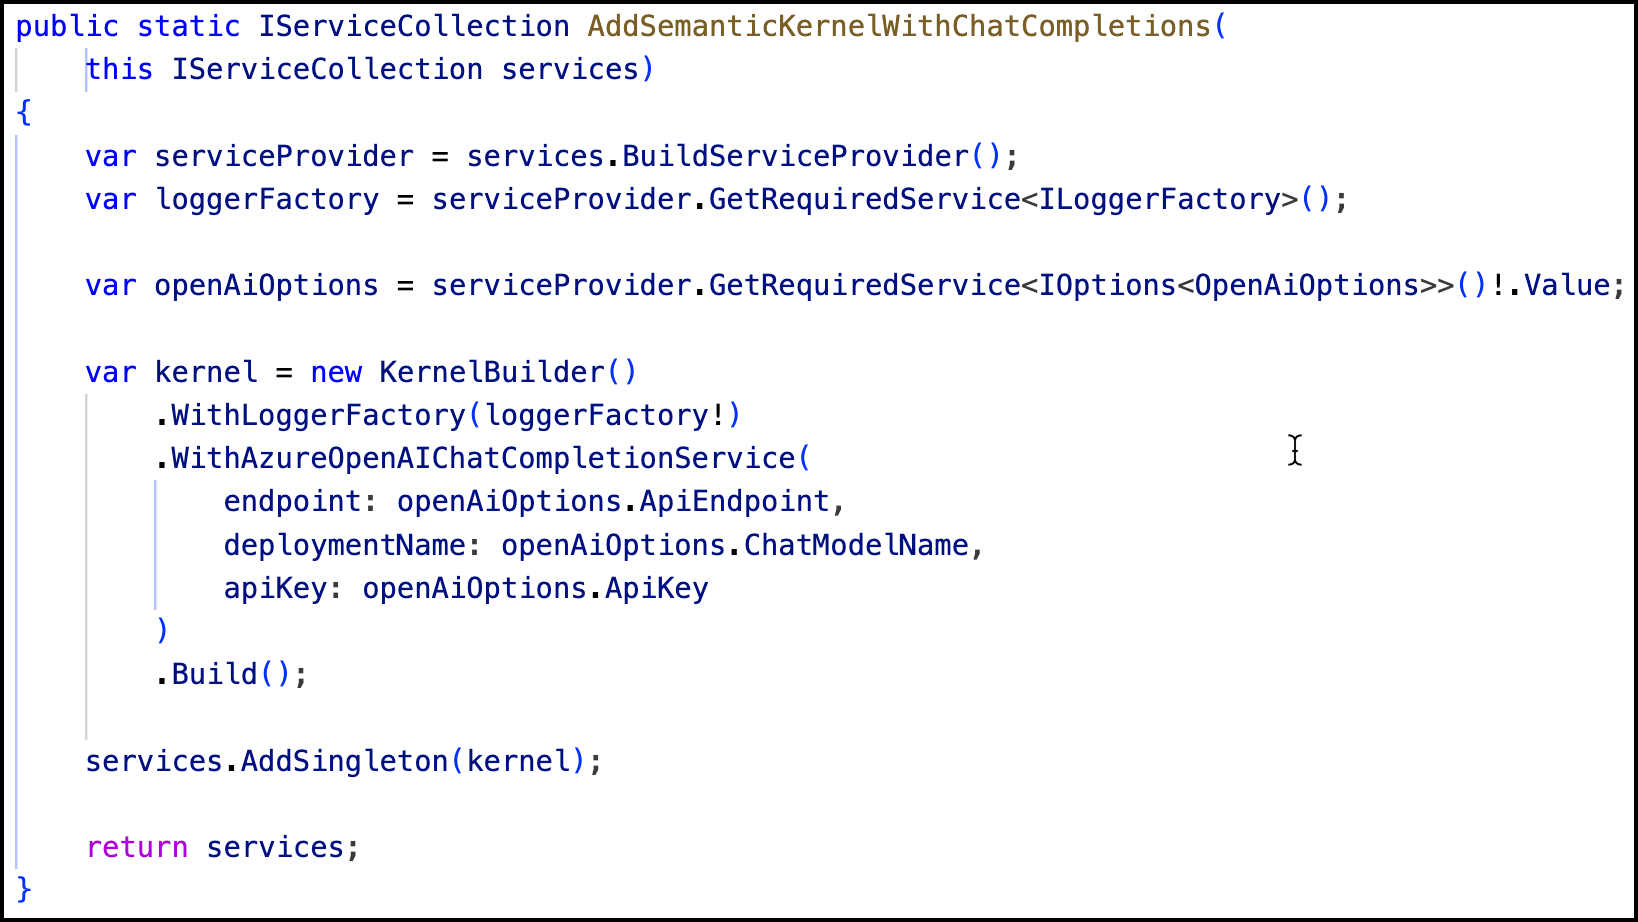 public static IServiceCollection AddSemanticKernelWithChatCompletions(
    this IServiceCollection services)
{
    var serviceProvider = services.BuildServiceProvider();
    var loggerFactory = serviceProvider.GetRequiredService<ILoggerFactory>();

    var openAiOptions = serviceProvider.GetRequiredService<IOptions<OpenAiOptions>>()!.Value;

    var kernel = new KernelBuilder()
        .WithLoggerFactory(loggerFactory!)
        .WithAzureOpenAIChatCompletionService(
            endpoint: openAiOptions.ApiEndpoint,
            deploymentName: openAiOptions.ChatModelName,
            apiKey: openAiOptions.ApiKey
        )
        .Build();

    services.AddSingleton(kernel);

    return services;
}